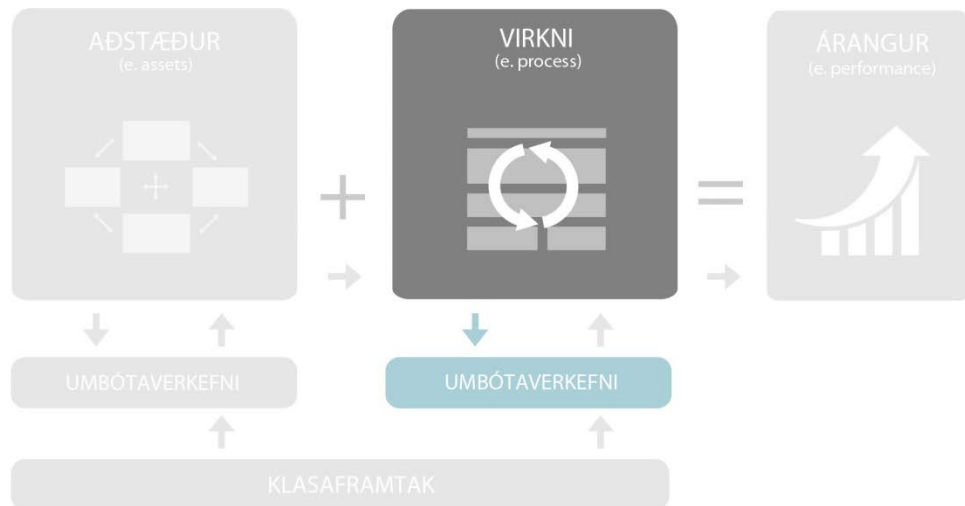 AÐSTÆÐUR
(e. assets)
VIRKNI
(e. process)
ÁRANGUR
(e. performance)
UMBÓTAVERKEFNI
UMBÓTAVERKEFNI
KLASAFRAMTAK